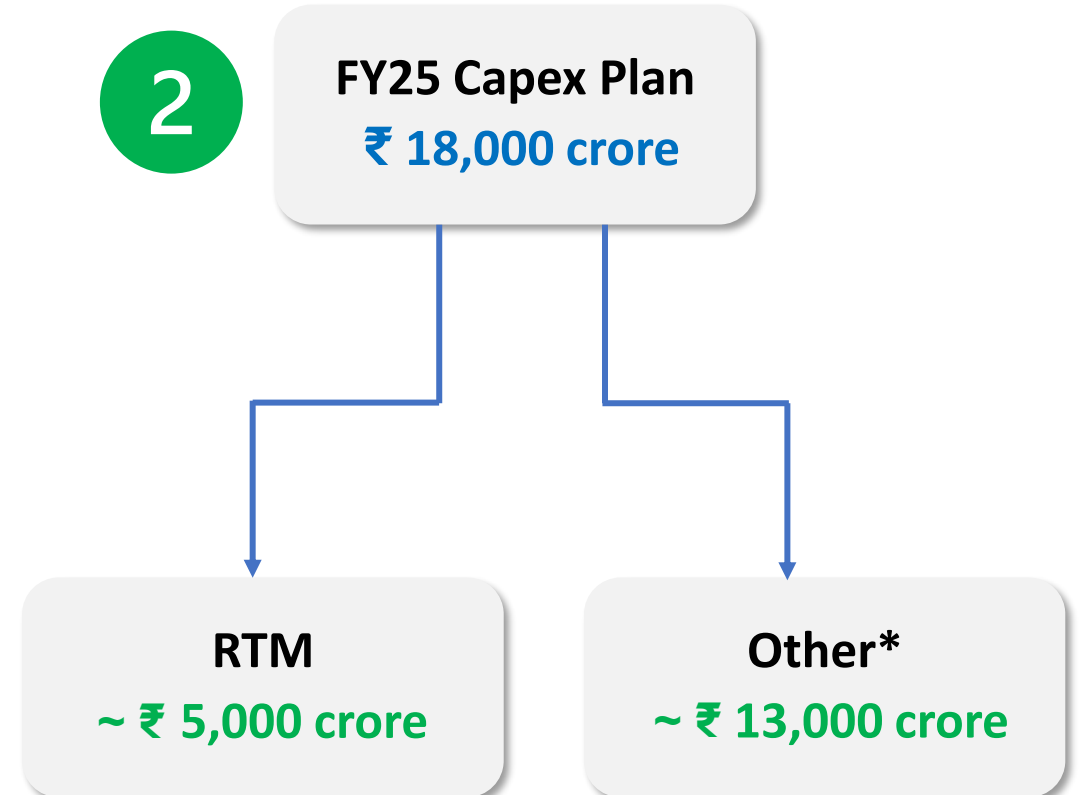 2
FY25 Capex Plan
₹ 18,000 crore
RTM
~ ₹ 5,000 crore
Other*
~ ₹ 13,000 crore